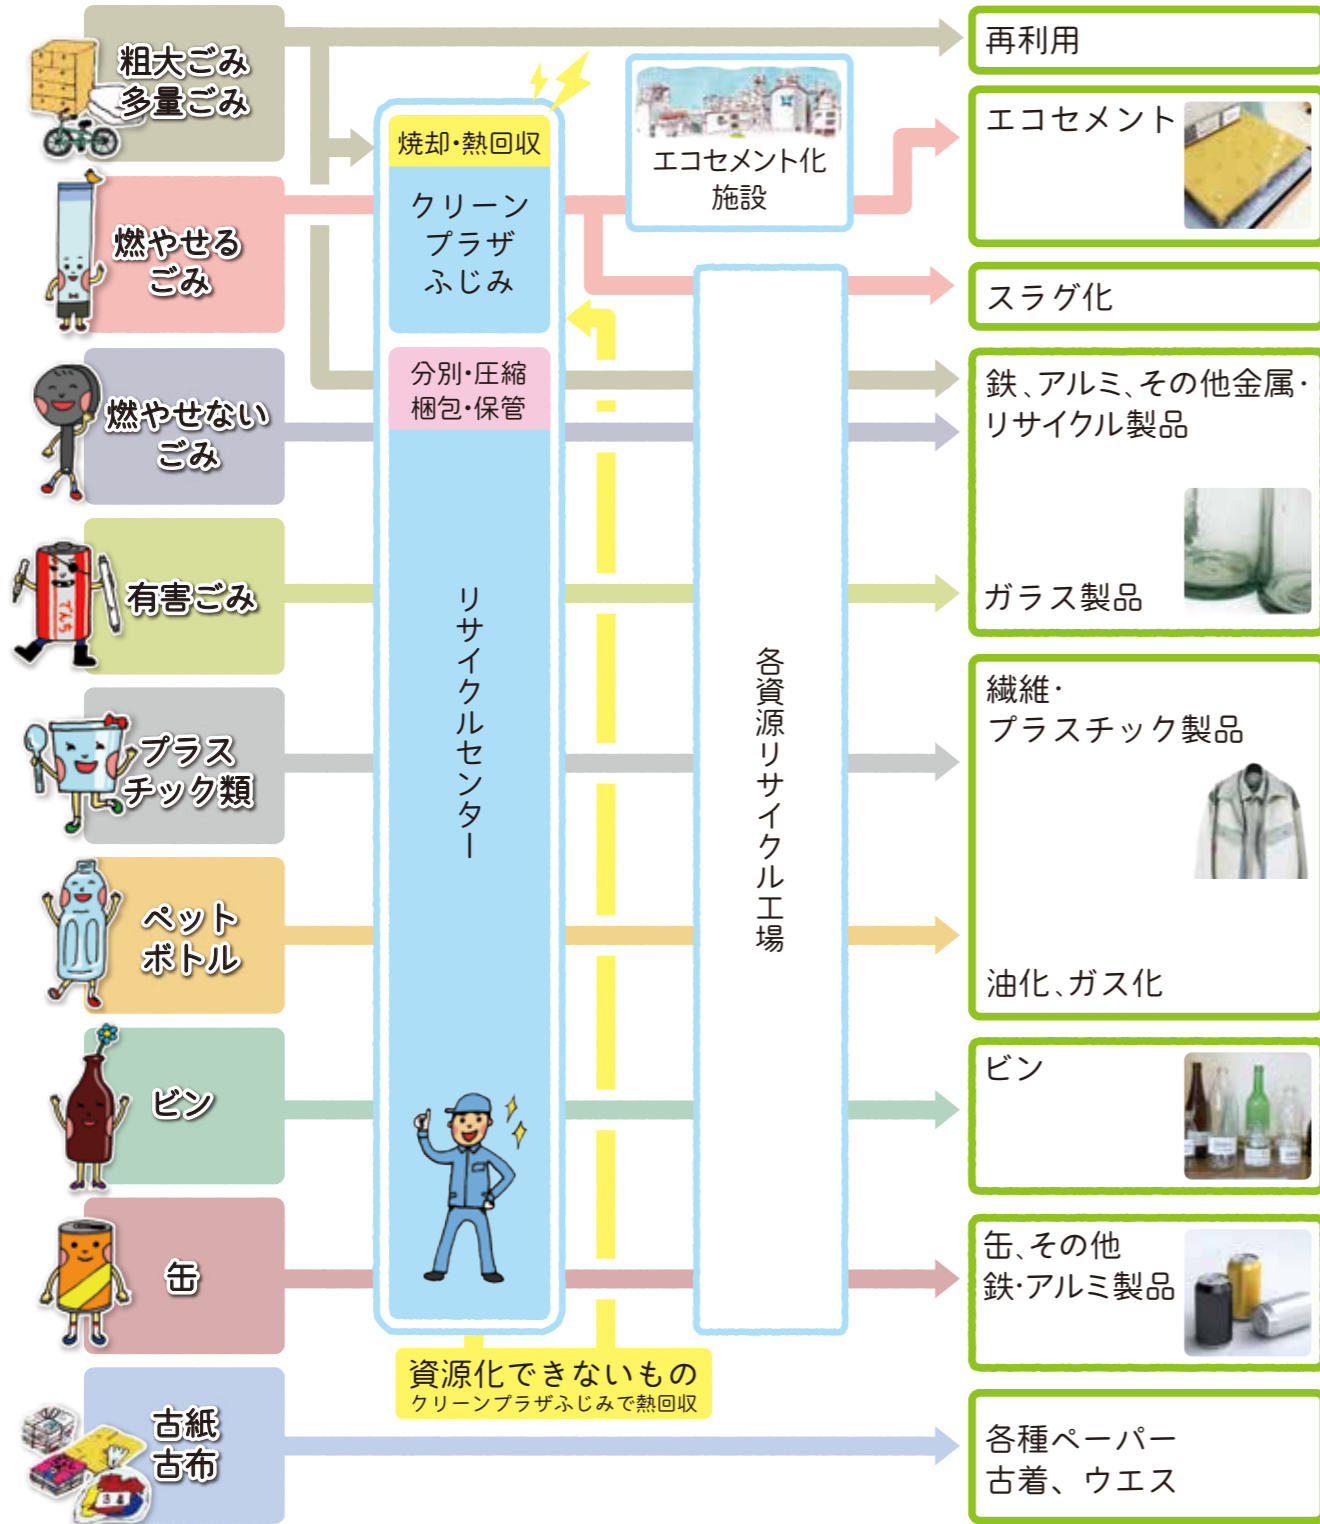 粗大ごみ
多量ごみ
燃やせる
ごみ
燃やせない
ごみ
でんち
有害ごみ
プラス
チック類
ペット
ボトル
ビン
缶
古紙
古布
焼却・熱回収
クリーン
プラザ
ふじみ
分別・圧縮
梱包・保管
リサイクルセンター
資源化できないもの
クリーンプラザふじみで熱回収
エコセメント化
施設
各資源リサイクル工場
再利用
エコセメント
スラグ化
鉄、アルミ、その他金属・
リサイクル製品
ガラス製品
繊維・
プラスチック製品
油化、ガス化
ビン
缶、その他
鉄・アルミ製品
各種ペーパー
古着、ウエス